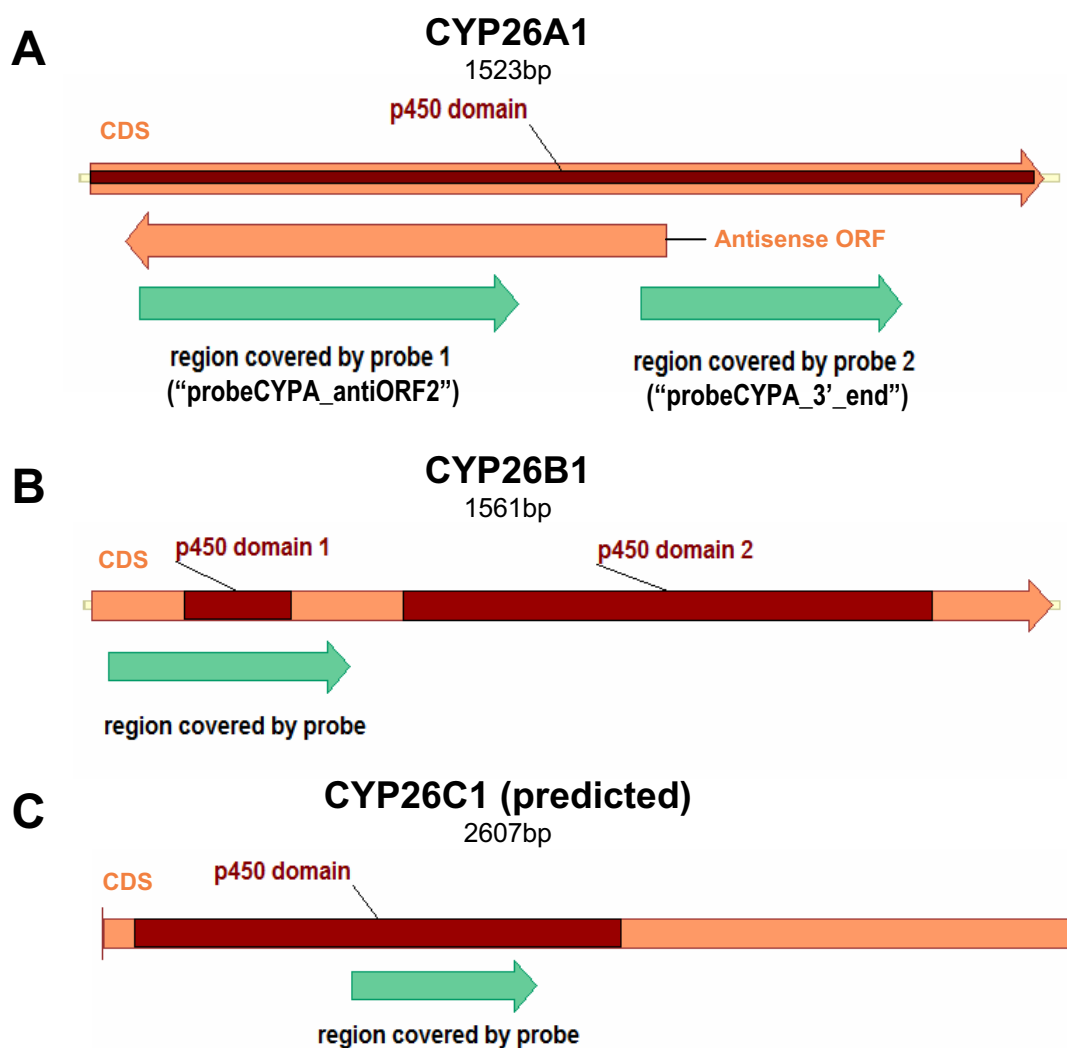 A
CYP26A1
1523bp
p450 domain
CDS
Antisense ORF
region covered by probe 1
(“probeCYPA_antiORF2”)
region covered by probe 2
(“probeCYPA_3’_end”)
B
CYP26B1
1561bp
CDS
p450 domain 1
p450 domain 2
region covered by probe
C
CYP26C1 (predicted)
2607bp
p450 domain
CDS
region covered by probe